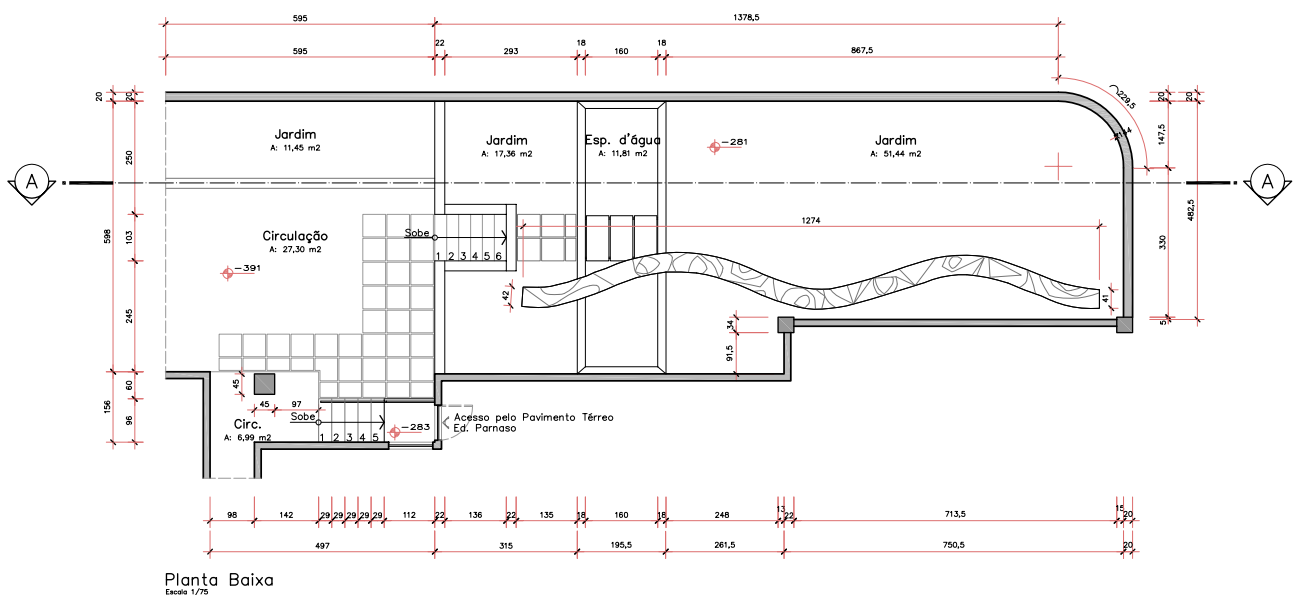 595
1378,5
595
22
293
18
160
18
867,5
229,5
144
20
20
20
20
250
103
598
245
60
156
96
147,5
482,5
330
5
A
A
Jardim
A: 11,45 m2
Jardim
A: 17,36 m2
Esp. d'água
A: 11,81 m2
-281
Jardim
A: 51,44 m2
1274
Circulação
A: 27,30 m2
Sobe
1 2 3 4 5 6
-391
42
41
34
91,5
45
45
97
Circ.
A: 6,99 m2
Sobe
1 2 3 4 5
-283
Acesso pelo Pavimento Térreo
Ed. Parnaso
98 142 29 29 29 29 29 112 22 136 22 135 18 160 18 248 13 22 713,5 15 20
497 315 195,5 261,5 750,5 20
Planta Baixa
Escala 1/75